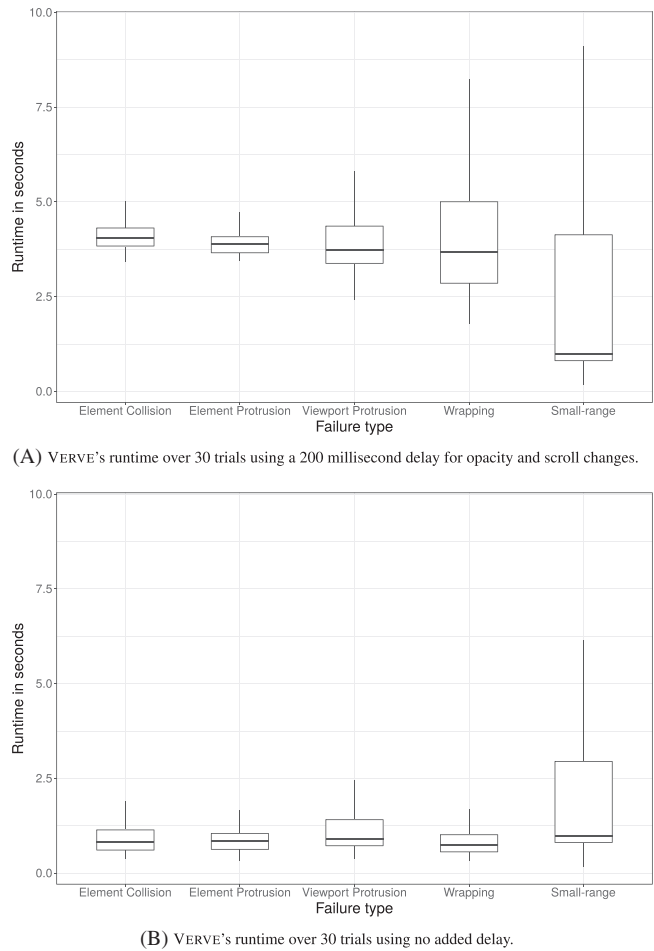 10.0
7.5
5.0
2.5
0.0
Runtime in seconds
Element Collision Element Protrusion Viewport Protrusion Wrapping Small-range
Failure type
(A) VERVE's runtime over 30 trials using a 200 millisecond delay for opacity and scroll changes.
10.0
7.5
5.0
2.5
0.0
Runtime in seconds
Element Collision Element Protrusion Viewport Protrusion Wrapping Small-range
Failure type
(B) VERVE's runtime over 30 trials using no added delay.